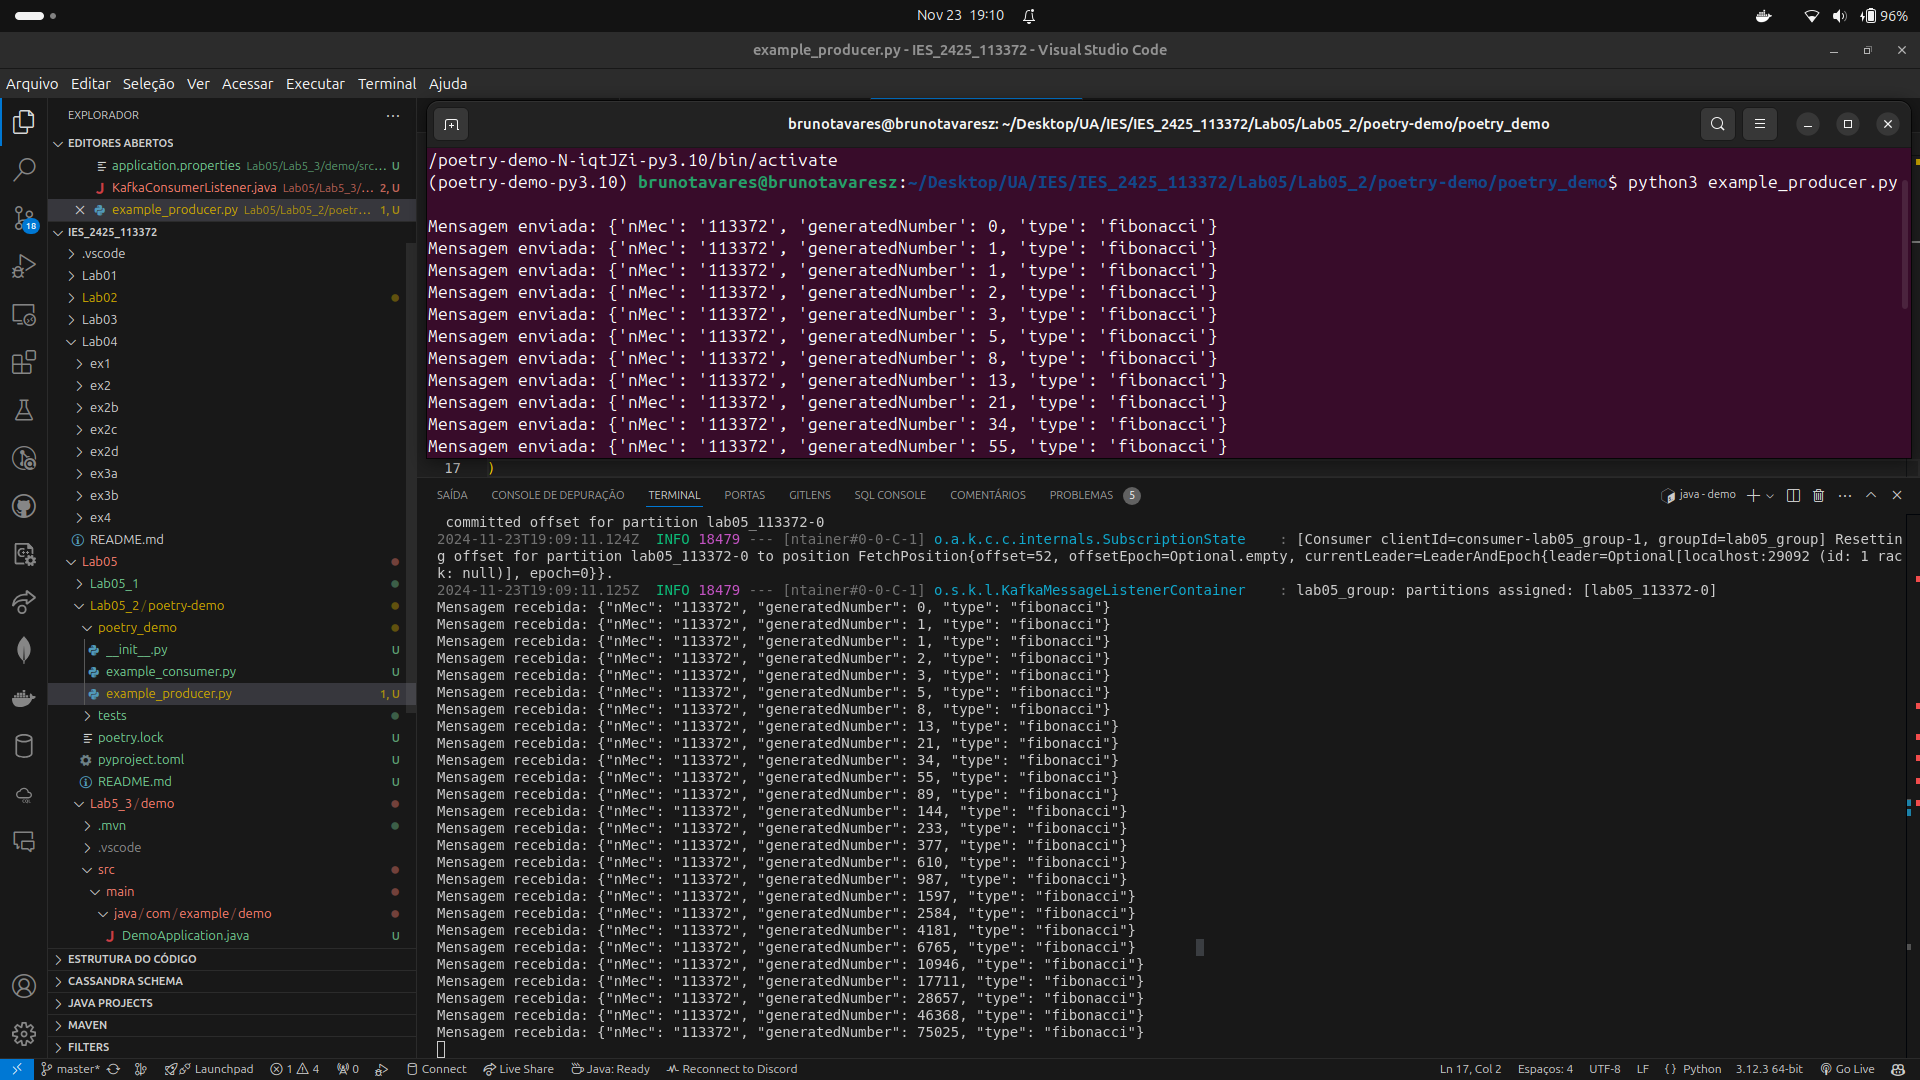 Nov 23 19:10
96%
example_producer.py - IES_2425_113372 - Visual Studio Code
Arquivo Editar Seleção Ver Acessar Executar Terminal Ajuda
EXPLORADOR
EDITORES ABERTOS
application.properties Lab05/Lab5_3/demo/src... U
KafkaConsumerListener.java Lab05/Lab5_3/... 2, U
example_producer.py Lab05/Lab05_2/poetr... 1, U
IES_2425_113372
.vscode
Lab01
Lab02
Lab03
Lab04
ex1
ex2
ex2b
ex2c
ex2d
ex3a
ex3b
ex4
README.md
Lab05
Lab05_1
Lab05_2/poetry-demo
poetry_demo
__init__.py U
example_consumer.py U
example_producer.py 1, U
tests
poetry.lock U
pyproject.toml U
README.md U
Lab5_3/demo
.mvn
.vscode
src
main
java/com/example/demo
DemoApplication.java U
ESTRUTURA DO CÓDIGO
CASSANDRA SCHEMA
JAVA PROJECTS
MAVEN
FILTERS
18
brunotavares@brunotavaresz: ~/Desktop/UA/IES/IES_2425_113372/Lab05/Lab05_2/poetry-demo/poetry_demo
/poetry-demo-N-iqtJZi-py3.10/bin/activate
(poetry-demo-py3.10) brunotavares@brunotavaresz:~/Desktop/UA/IES/IES_2425_113372/Lab05/Lab05_2/poetry-demo/poetry_demo$ python3 example_producer.py
Mensagem enviada: {'nMec': '113372', 'generatedNumber': 0, 'type': 'fibonacci'}
Mensagem enviada: {'nMec': '113372', 'generatedNumber': 1, 'type': 'fibonacci'}
Mensagem enviada: {'nMec': '113372', 'generatedNumber': 1, 'type': 'fibonacci'}
Mensagem enviada: {'nMec': '113372', 'generatedNumber': 2, 'type': 'fibonacci'}
Mensagem enviada: {'nMec': '113372', 'generatedNumber': 3, 'type': 'fibonacci'}
Mensagem enviada: {'nMec': '113372', 'generatedNumber': 5, 'type': 'fibonacci'}
Mensagem enviada: {'nMec': '113372', 'generatedNumber': 8, 'type': 'fibonacci'}
Mensagem enviada: {'nMec': '113372', 'generatedNumber': 13, 'type': 'fibonacci'}
Mensagem enviada: {'nMec': '113372', 'generatedNumber': 21, 'type': 'fibonacci'}
Mensagem enviada: {'nMec': '113372', 'generatedNumber': 34, 'type': 'fibonacci'}
Mensagem enviada: {'nMec': '113372', 'generatedNumber': 55, 'type': 'fibonacci'}
17 )
SAÍDA CONSOLE DE DEPURAÇÃO TERMINAL PORTAS GITLENS SQL CONSOLE COMENTÁRIOS PROBLEMAS 5
java - demo
committed offset for partition lab05_113372-0
2024-11-23T19:09:11.124Z INFO 18479 --- [ntainer#0-0-C-1] o.a.k.c.c.internals.SubscriptionState : [Consumer clientId=consumer-lab05_group-1, groupId=lab05_group] Resettin
g offset for partition lab05_113372-0 to position FetchPosition{offset=52, offsetEpoch=Optional.empty, currentLeader=LeaderAndEpoch{leader=Optional[localhost:29092 (id: 1 rac
k: null)], epoch=0}}.
2024-11-23T19:09:11.125Z INFO 18479 --- [ntainer#0-0-C-1] o.s.k.l.KafkaMessageListenerContainer : lab05_group: partitions assigned: [lab05_113372-0]
Mensagem recebida: {"nMec": "113372", "generatedNumber": 0, "type": "fibonacci"}
Mensagem recebida: {"nMec": "113372", "generatedNumber": 1, "type": "fibonacci"}
Mensagem recebida: {"nMec": "113372", "generatedNumber": 1, "type": "fibonacci"}
Mensagem recebida: {"nMec": "113372", "generatedNumber": 2, "type": "fibonacci"}
Mensagem recebida: {"nMec": "113372", "generatedNumber": 3, "type": "fibonacci"}
Mensagem recebida: {"nMec": "113372", "generatedNumber": 5, "type": "fibonacci"}
Mensagem recebida: {"nMec": "113372", "generatedNumber": 8, "type": "fibonacci"}
Mensagem recebida: {"nMec": "113372", "generatedNumber": 13, "type": "fibonacci"}
Mensagem recebida: {"nMec": "113372", "generatedNumber": 21, "type": "fibonacci"}
Mensagem recebida: {"nMec": "113372", "generatedNumber": 34, "type": "fibonacci"}
Mensagem recebida: {"nMec": "113372", "generatedNumber": 55, "type": "fibonacci"}
Mensagem recebida: {"nMec": "113372", "generatedNumber": 89, "type": "fibonacci"}
Mensagem recebida: {"nMec": "113372", "generatedNumber": 144, "type": "fibonacci"}
Mensagem recebida: {"nMec": "113372", "generatedNumber": 233, "type": "fibonacci"}
Mensagem recebida: {"nMec": "113372", "generatedNumber": 377, "type": "fibonacci"}
Mensagem recebida: {"nMec": "113372", "generatedNumber": 610, "type": "fibonacci"}
Mensagem recebida: {"nMec": "113372", "generatedNumber": 987, "type": "fibonacci"}
Mensagem recebida: {"nMec": "113372", "generatedNumber": 1597, "type": "fibonacci"}
Mensagem recebida: {"nMec": "113372", "generatedNumber": 2584, "type": "fibonacci"}
Mensagem recebida: {"nMec": "113372", "generatedNumber": 4181, "type": "fibonacci"}
Mensagem recebida: {"nMec": "113372", "generatedNumber": 6765, "type": "fibonacci"}
Mensagem recebida: {"nMec": "113372", "generatedNumber": 10946, "type": "fibonacci"}
Mensagem recebida: {"nMec": "113372", "generatedNumber": 17711, "type": "fibonacci"}
Mensagem recebida: {"nMec": "113372", "generatedNumber": 28657, "type": "fibonacci"}
Mensagem recebida: {"nMec": "113372", "generatedNumber": 46368, "type": "fibonacci"}
Mensagem recebida: {"nMec": "113372", "generatedNumber": 75025, "type": "fibonacci"}
master* Launchpad 1 4 0 Connect Live Share Java: Ready Reconnect to Discord Ln 17, Col 2 Espaços: 4 UTF-8 LF {} Python 3.12.3 64-bit Go Live